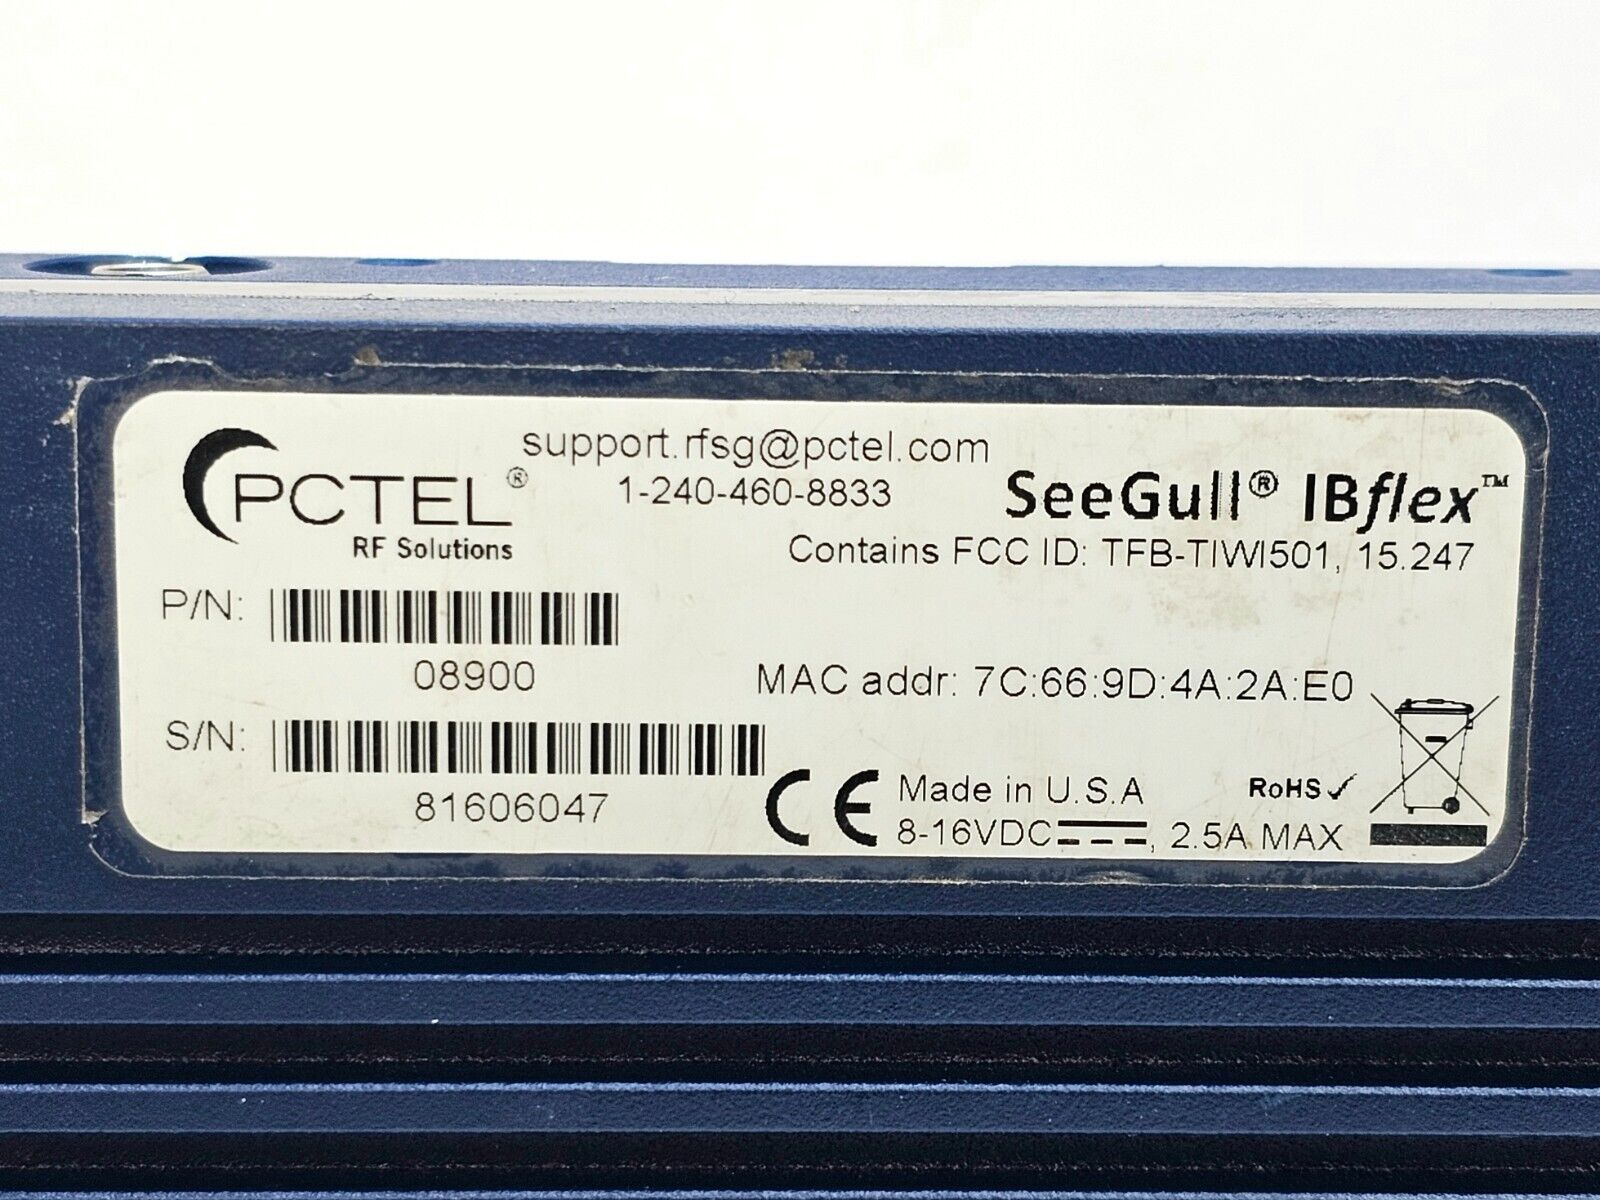 PCTEL®
RF Solutions
support.rfsg@pctel.com
1-240-460-8833
SeeGull® IBflex™
Contains FCC ID: TFB-TIWI501, 15.247
P/N:
08900
MAC addr: 7C:66:9D:4A:2A:E0
S/N:
81606047
CE
Made in U.S.A
8-16VDC, 2.5A MAX
RoHS ✓